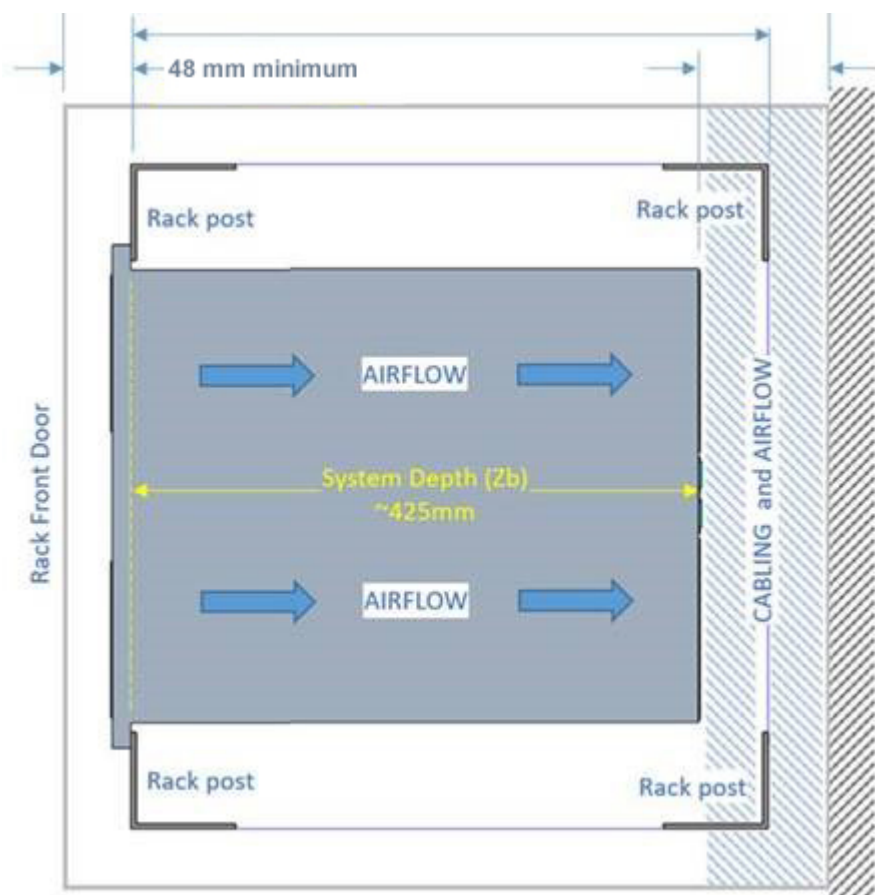 48 mm minimum
Rack post
Rack post
AIRFLOW
Rack Front Door
System Depth (Zb)
~425mm
CABLING and AIRFLOW
AIRFLOW
Rack post
Rack post